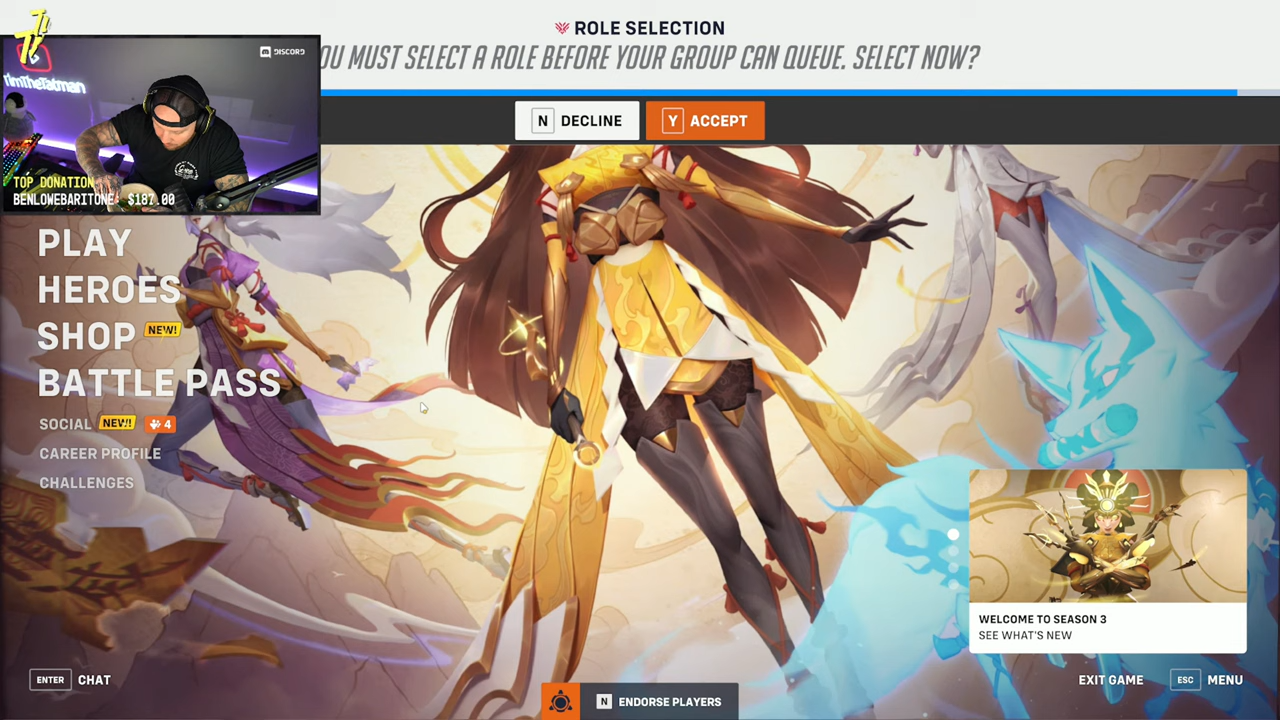 ROLE SELECTION
OU MUST SELECT A ROLE BEFORE YOUR GROUP CAN QUEUE. SELECT NOW?
N DECLINE
Y ACCEPT
DISCORD
TimTheTatman
TOP DONATION
BENLOWEBARITONE: $187.00
PLAY
HEROES
SHOP NEW!
BATTLE PASS
SOCIAL NEW! 4
CAREER PROFILE
CHALLENGES
WELCOME TO SEASON 3
SEE WHAT'S NEW
ENTER CHAT
N ENDORSE PLAYERS
EXIT GAME
ESC MENU